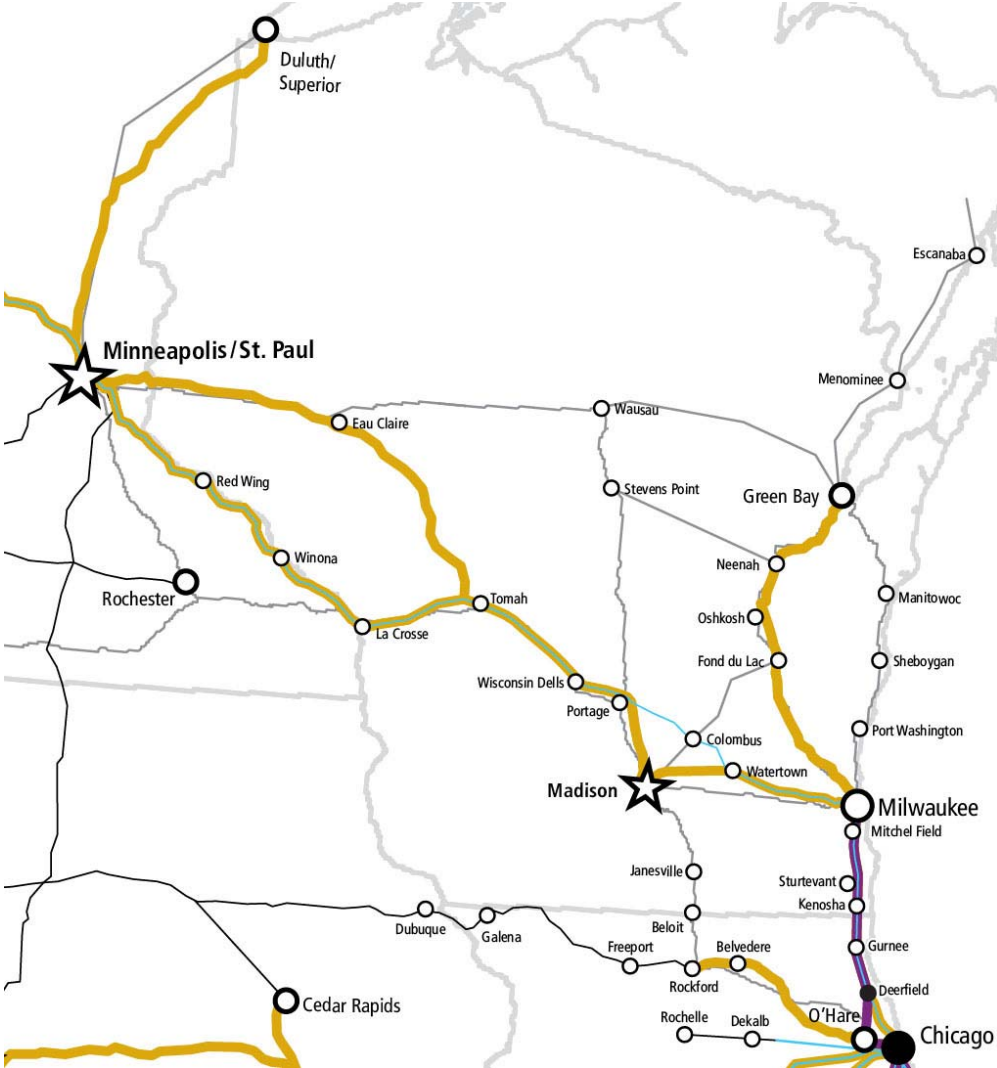 Duluth/
Superior
Escanaba
Minneapolis/St. Paul
Menominee
Wausau
Eau Claire
Red Wing
Stevens Point
Green Bay
Winona
Neenah
Rochester
Tomah
Manitowoc
Oshkosh
La Crosse
Fond du Lac
Sheboygan
Wisconsin Dells
Portage
Port Washington
Colombus
Watertown
Madison
Milwaukee
Mitchel Field
Janesville
Sturtevant
Kenosha
Dubuque
Galena
Beloit
Freeport
Belvedere
Gurnee
Rockford
Deerfield
Cedar Rapids
O'Hare
Rochelle
Dekalb
Chicago